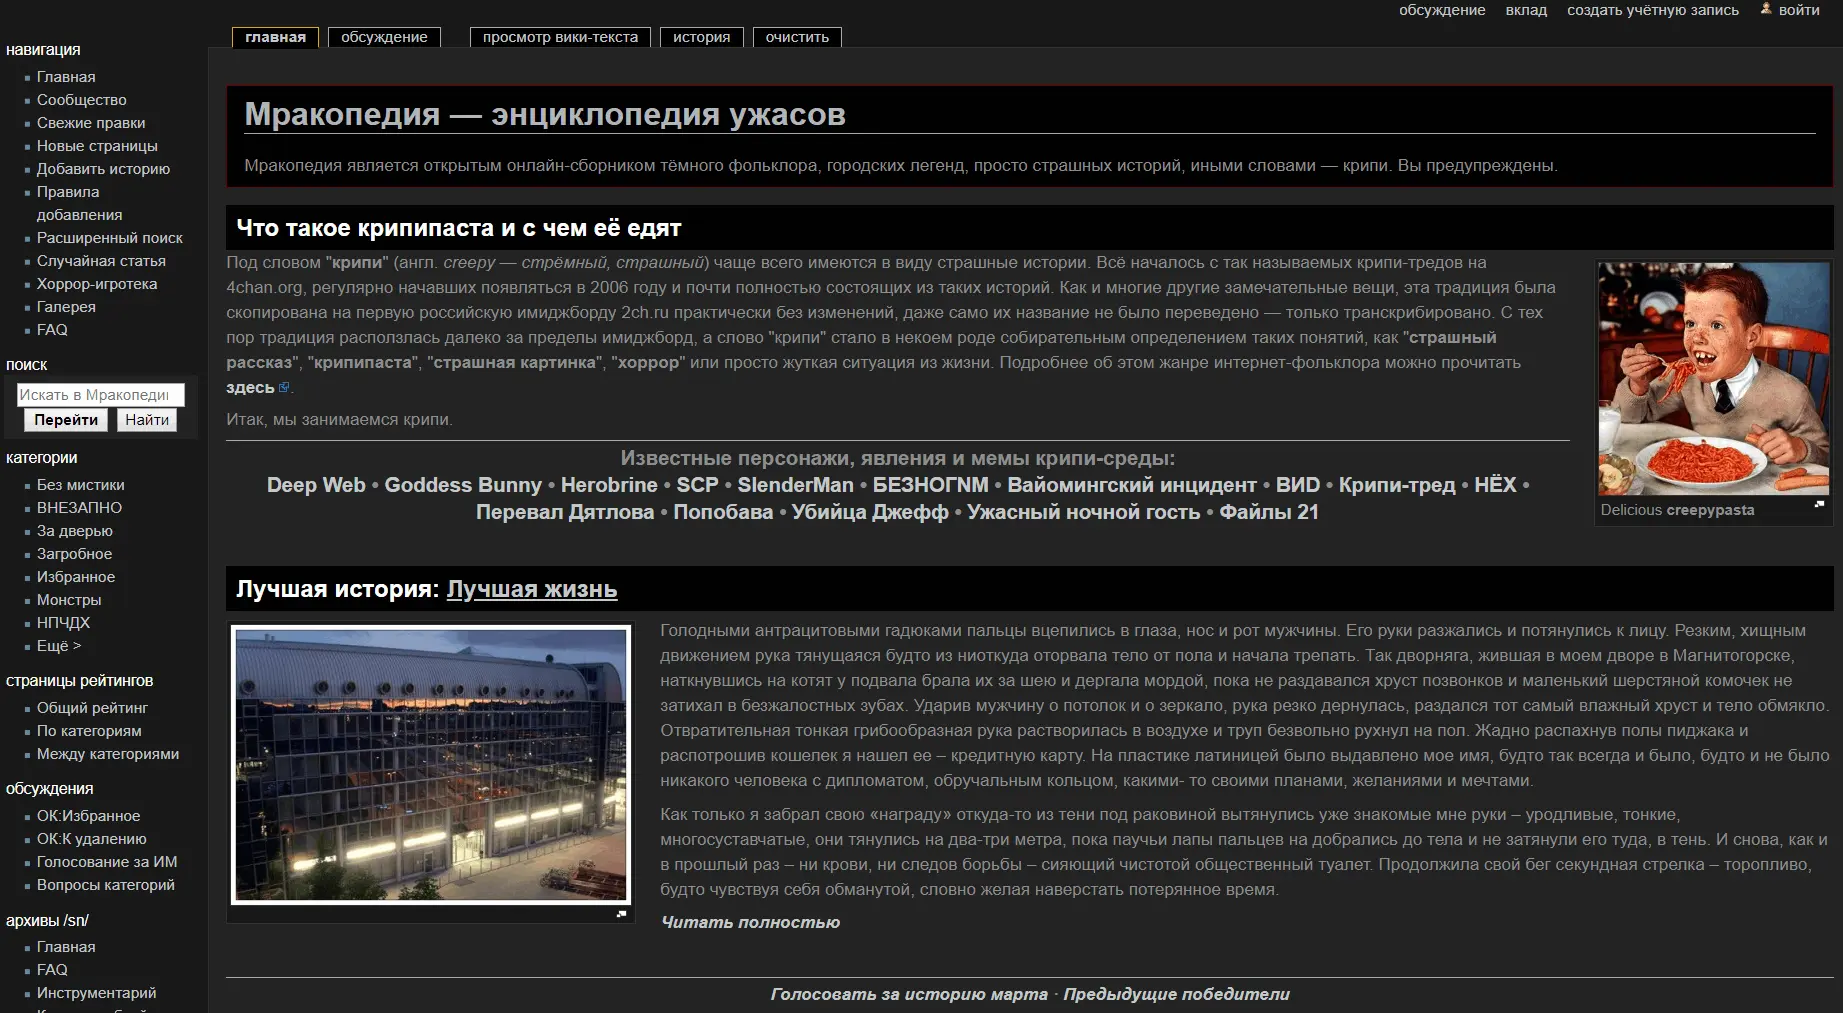 обсуждение вклад создать учётную запись войти
главная обсуждение просмотр вики-текста история очистить
навигация
Главная
Сообщество
Свежие правки
Новые страницы
Добавить историю
Правила
добавления
Расширенный поиск
Случайная статья
Хоррор-игротека
Галерея
FAQ
поиск
Искать в Мракопедии
Перейти Найти
категории
Без мистики
ВНЕЗАПНО
За дверью
Загробное
Избранное
Монстры
НПЧДХ
Ещё >
страницы рейтингов
Общий рейтинг
По категориям
Между категориями
обсуждения
ОК:Избранное
ОК:К удалению
Голосование за ИМ
Вопросы категорий
архивы /sn/
Главная
FAQ
Инструментарий
Мракопедия — энциклопедия ужасов
Мракопедия является открытым онлайн-сборником тёмного фольклора, городских легенд, просто страшных историй, иными словами — крипи. Вы предупреждены.
Что такое крипипаста и с чем её едят
Под словом "крипи" (англ. creepy — стрёмный, страшный) чаще всего имеются в виду страшные истории. Всё началось с так называемых крипи-тредов на
4chan.org, регулярно начавших появляться в 2006 году и почти полностью состоящих из таких историй. Как и многие другие замечательные вещи, эта традиция была
скопирована на первую российскую имиджборду 2ch.ru практически без изменений, даже само их название не было переведено — только транскрибировано. С тех
пор традиция расползлась далеко за пределы имиджборд, а слово "крипи" стало в некоем роде собирательным определением таких понятий, как "страшный
рассказ", "крипипаста", "страшная картинка", "хоррор" или просто жуткая ситуация из жизни. Подробнее об этом жанре интернет-фольклора можно прочитать
здесь.
Итак, мы занимаемся крипи.
Delicious creepypasta
Известные персонажи, явления и мемы крипи-среды:
Deep Web • Goddess Bunny • Herobrine • SCP • SlenderMan • БЕЗНОГNМ • Вайомингский инцидент • ВИD • Крипи-тред • НЁХ •
Перевал Дятлова • Попобава • Убийца Джефф • Ужасный ночной гость • Файлы 21
Лучшая история: Лучшая жизнь
Голодными антрацитовыми гадюками пальцы вцепились в глаза, нос и рот мужчины. Его руки разжались и потянулись к лицу. Резким, хищным
движением рука тянущаяся будто из ниоткуда оторвала тело от пола и начала трепать. Так дворняга, жившая в моем дворе в Магнитогорске,
наткнувшись на котят у подвала брала их за шею и дергала мордой, пока не раздавался хруст позвонков и маленький шерстяной комочек не
затихал в безжалостных зубах. Ударив мужчину о потолок и о зеркало, рука резко дернулась, раздался тот самый влажный хруст и тело обмякло.
Отвратительная тонкая грибообразная рука растворилась в воздухе и труп безвольно рухнул на пол. Жадно распахнув полы пиджака и
распотрошив кошелек я нашел ее – кредитную карту. На пластике латиницей было выдавлено мое имя, будто так всегда и было, будто и не было
никакого человека с дипломатом, обручальным кольцом, какими- то своими планами, желаниями и мечтами.
Как только я забрал свою «награду» откуда-то из тени под раковиной вытянулись уже знакомые мне руки – уродливые, тонкие,
многосуставчатые, они тянулись на два-три метра, пока паучьи лапы пальцев на добрались до тела и не затянули его туда, в тень. И снова, как и
в прошлый раз – ни крови, ни следов борьбы – сияющий чистотой общественный туалет. Продолжила свой бег секундная стрелка – торопливо,
будто чувствуя себя обманутой, словно желая наверстать потерянное время.
Читать полностью
Голосовать за историю марта · Предыдущие победители